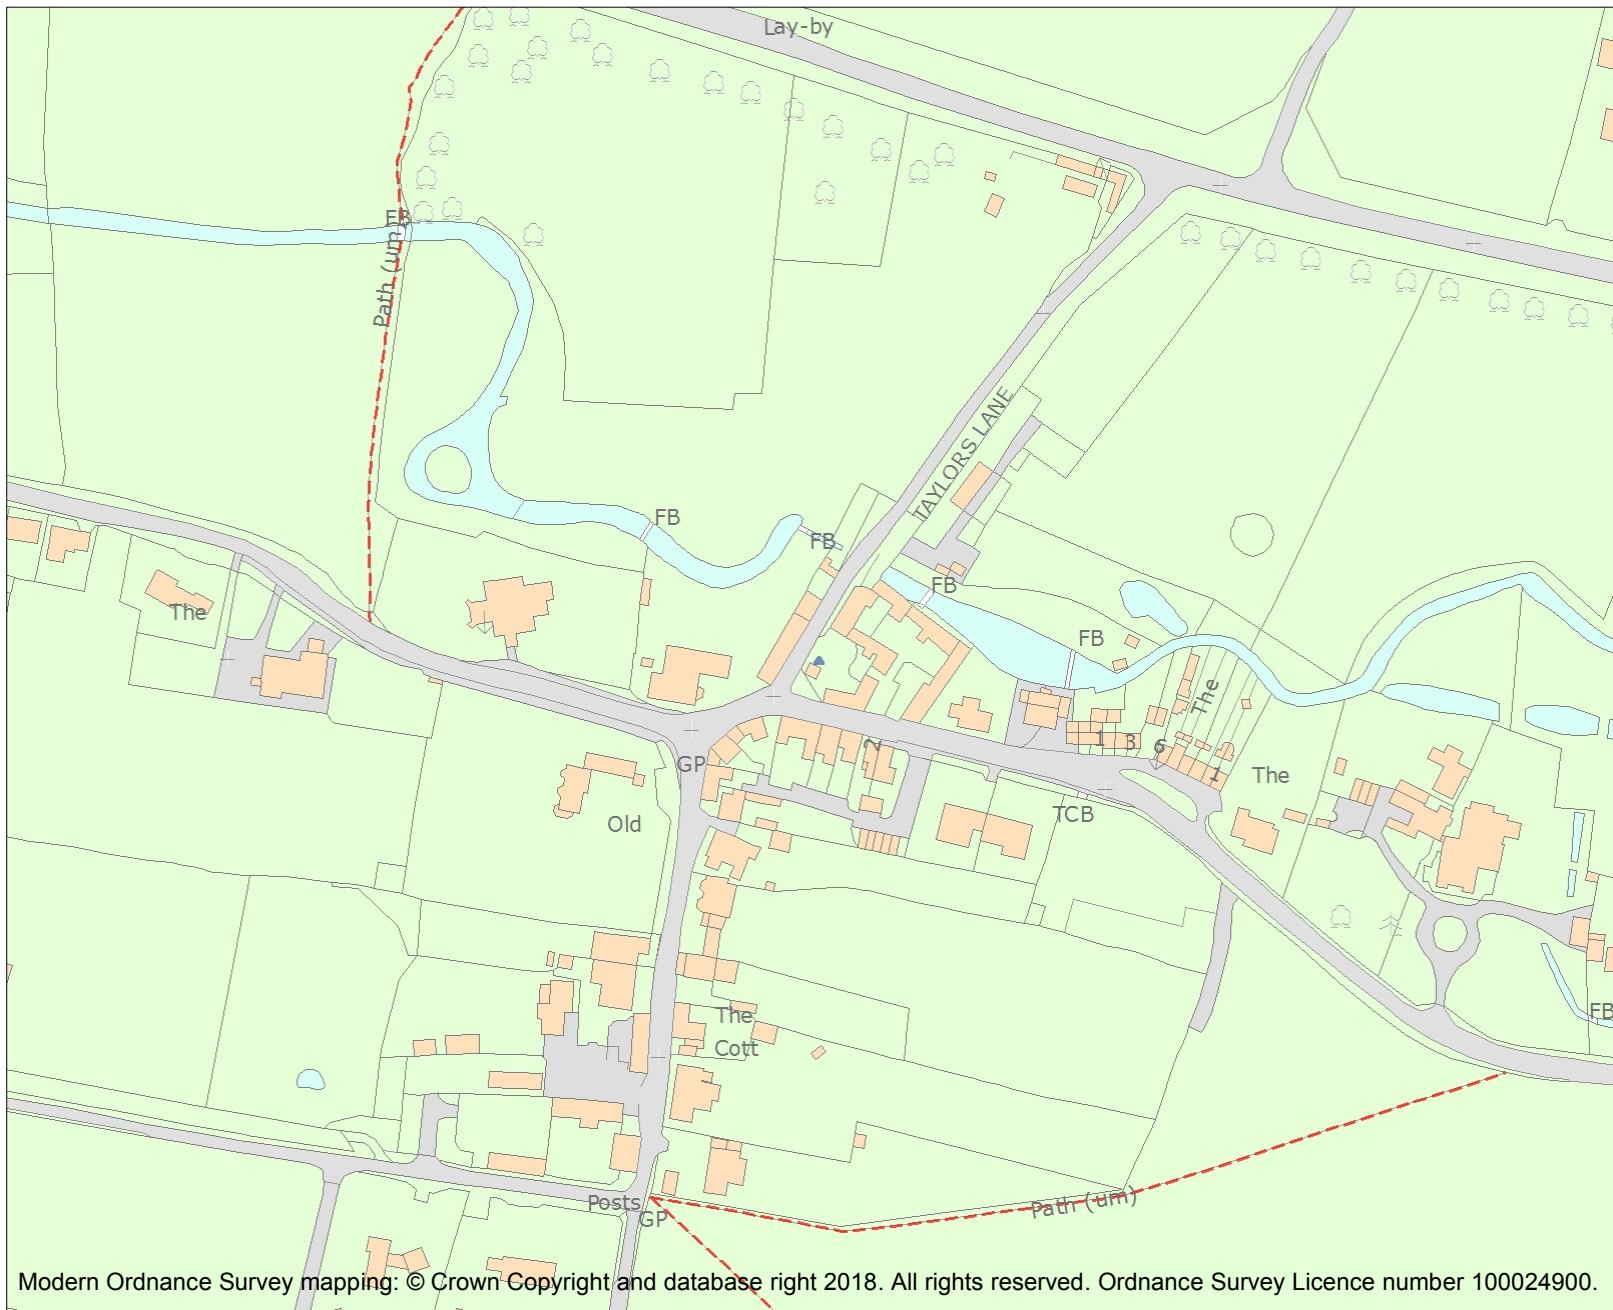 Lay-by
FB
Path (um)
TAYLORS LANE
FB
FB
FB
The
FB
The
2
1
3
6
1
GP
The
Old
TCB
The
Cott
FB
Path (um)
Posts
GP
Modern Ordnance Survey mapping: © Crown Copyright and database right 2018. All rights reserved. Ordnance Survey Licence number 100024900.